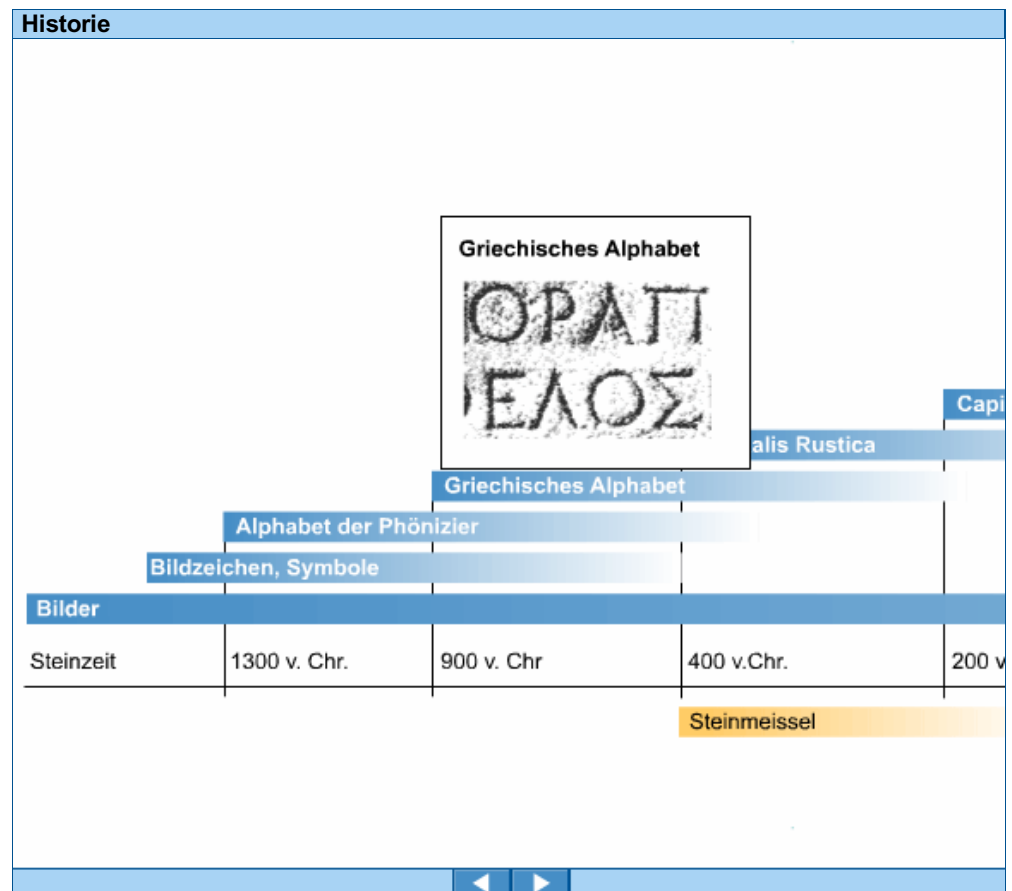 Historie
Griechisches Alphabet
ΟΡΑΠ
ΕΛΟΣ
Capi
alis Rustica
Griechisches Alphabet
Alphabet der Phönizier
Bildzeichen, Symbole
Bilder
Steinzeit 1300 v. Chr. 900 v. Chr 400 v.Chr. 200 v
Steinmeissel